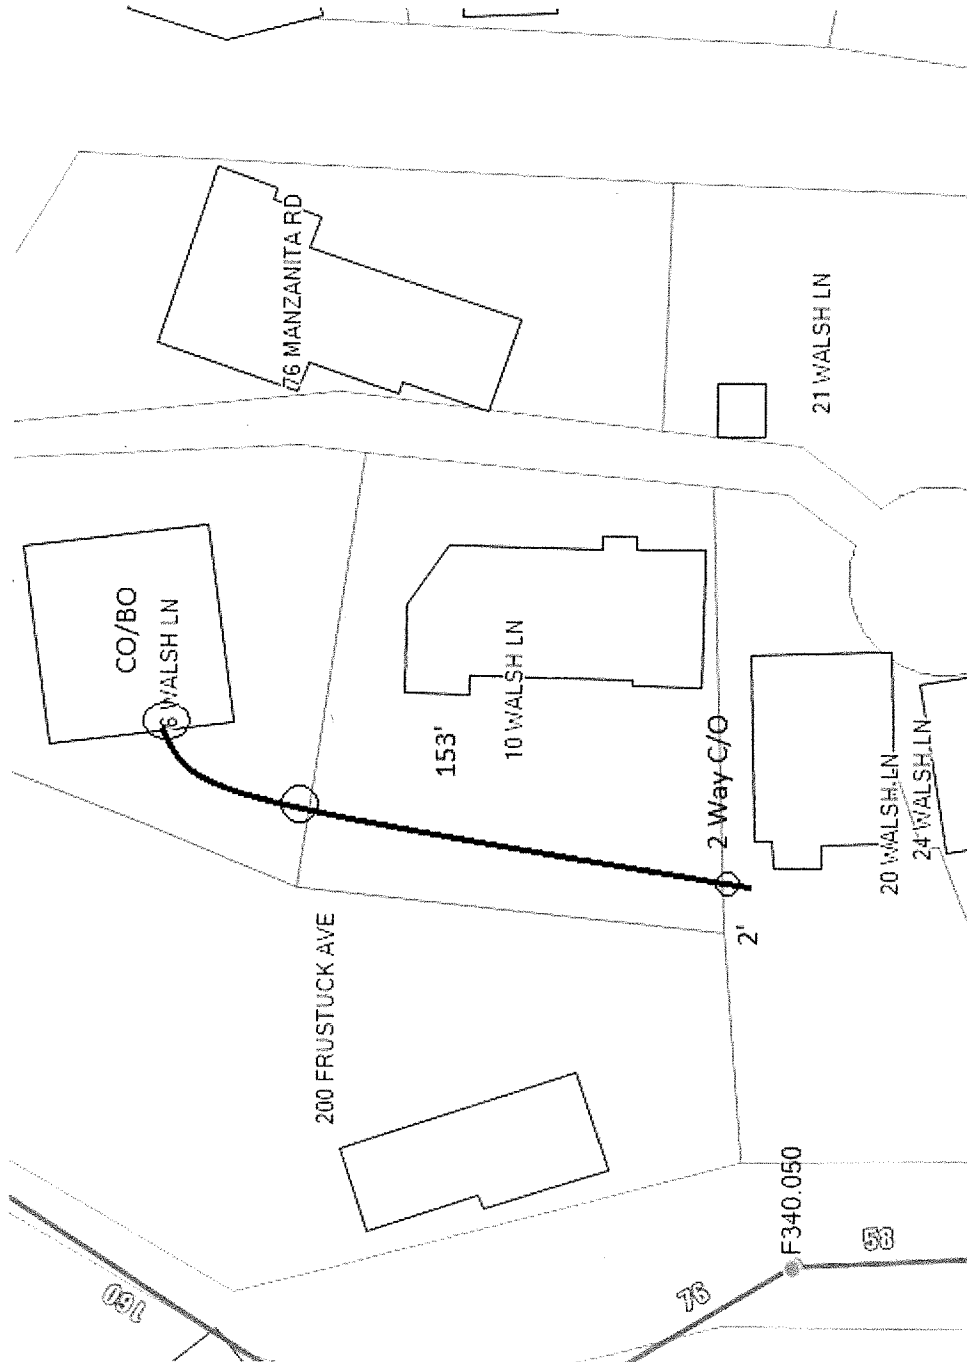 76 MANZANITA RD
21 WALSH LN
CO/BO
6 WALSH LN
10 WALSH LN
153'
2 Way C/O
20 WALSH LN
24 WALSH LN
2'
200 FRUSTUCK AVE
F340.050
58
76
160